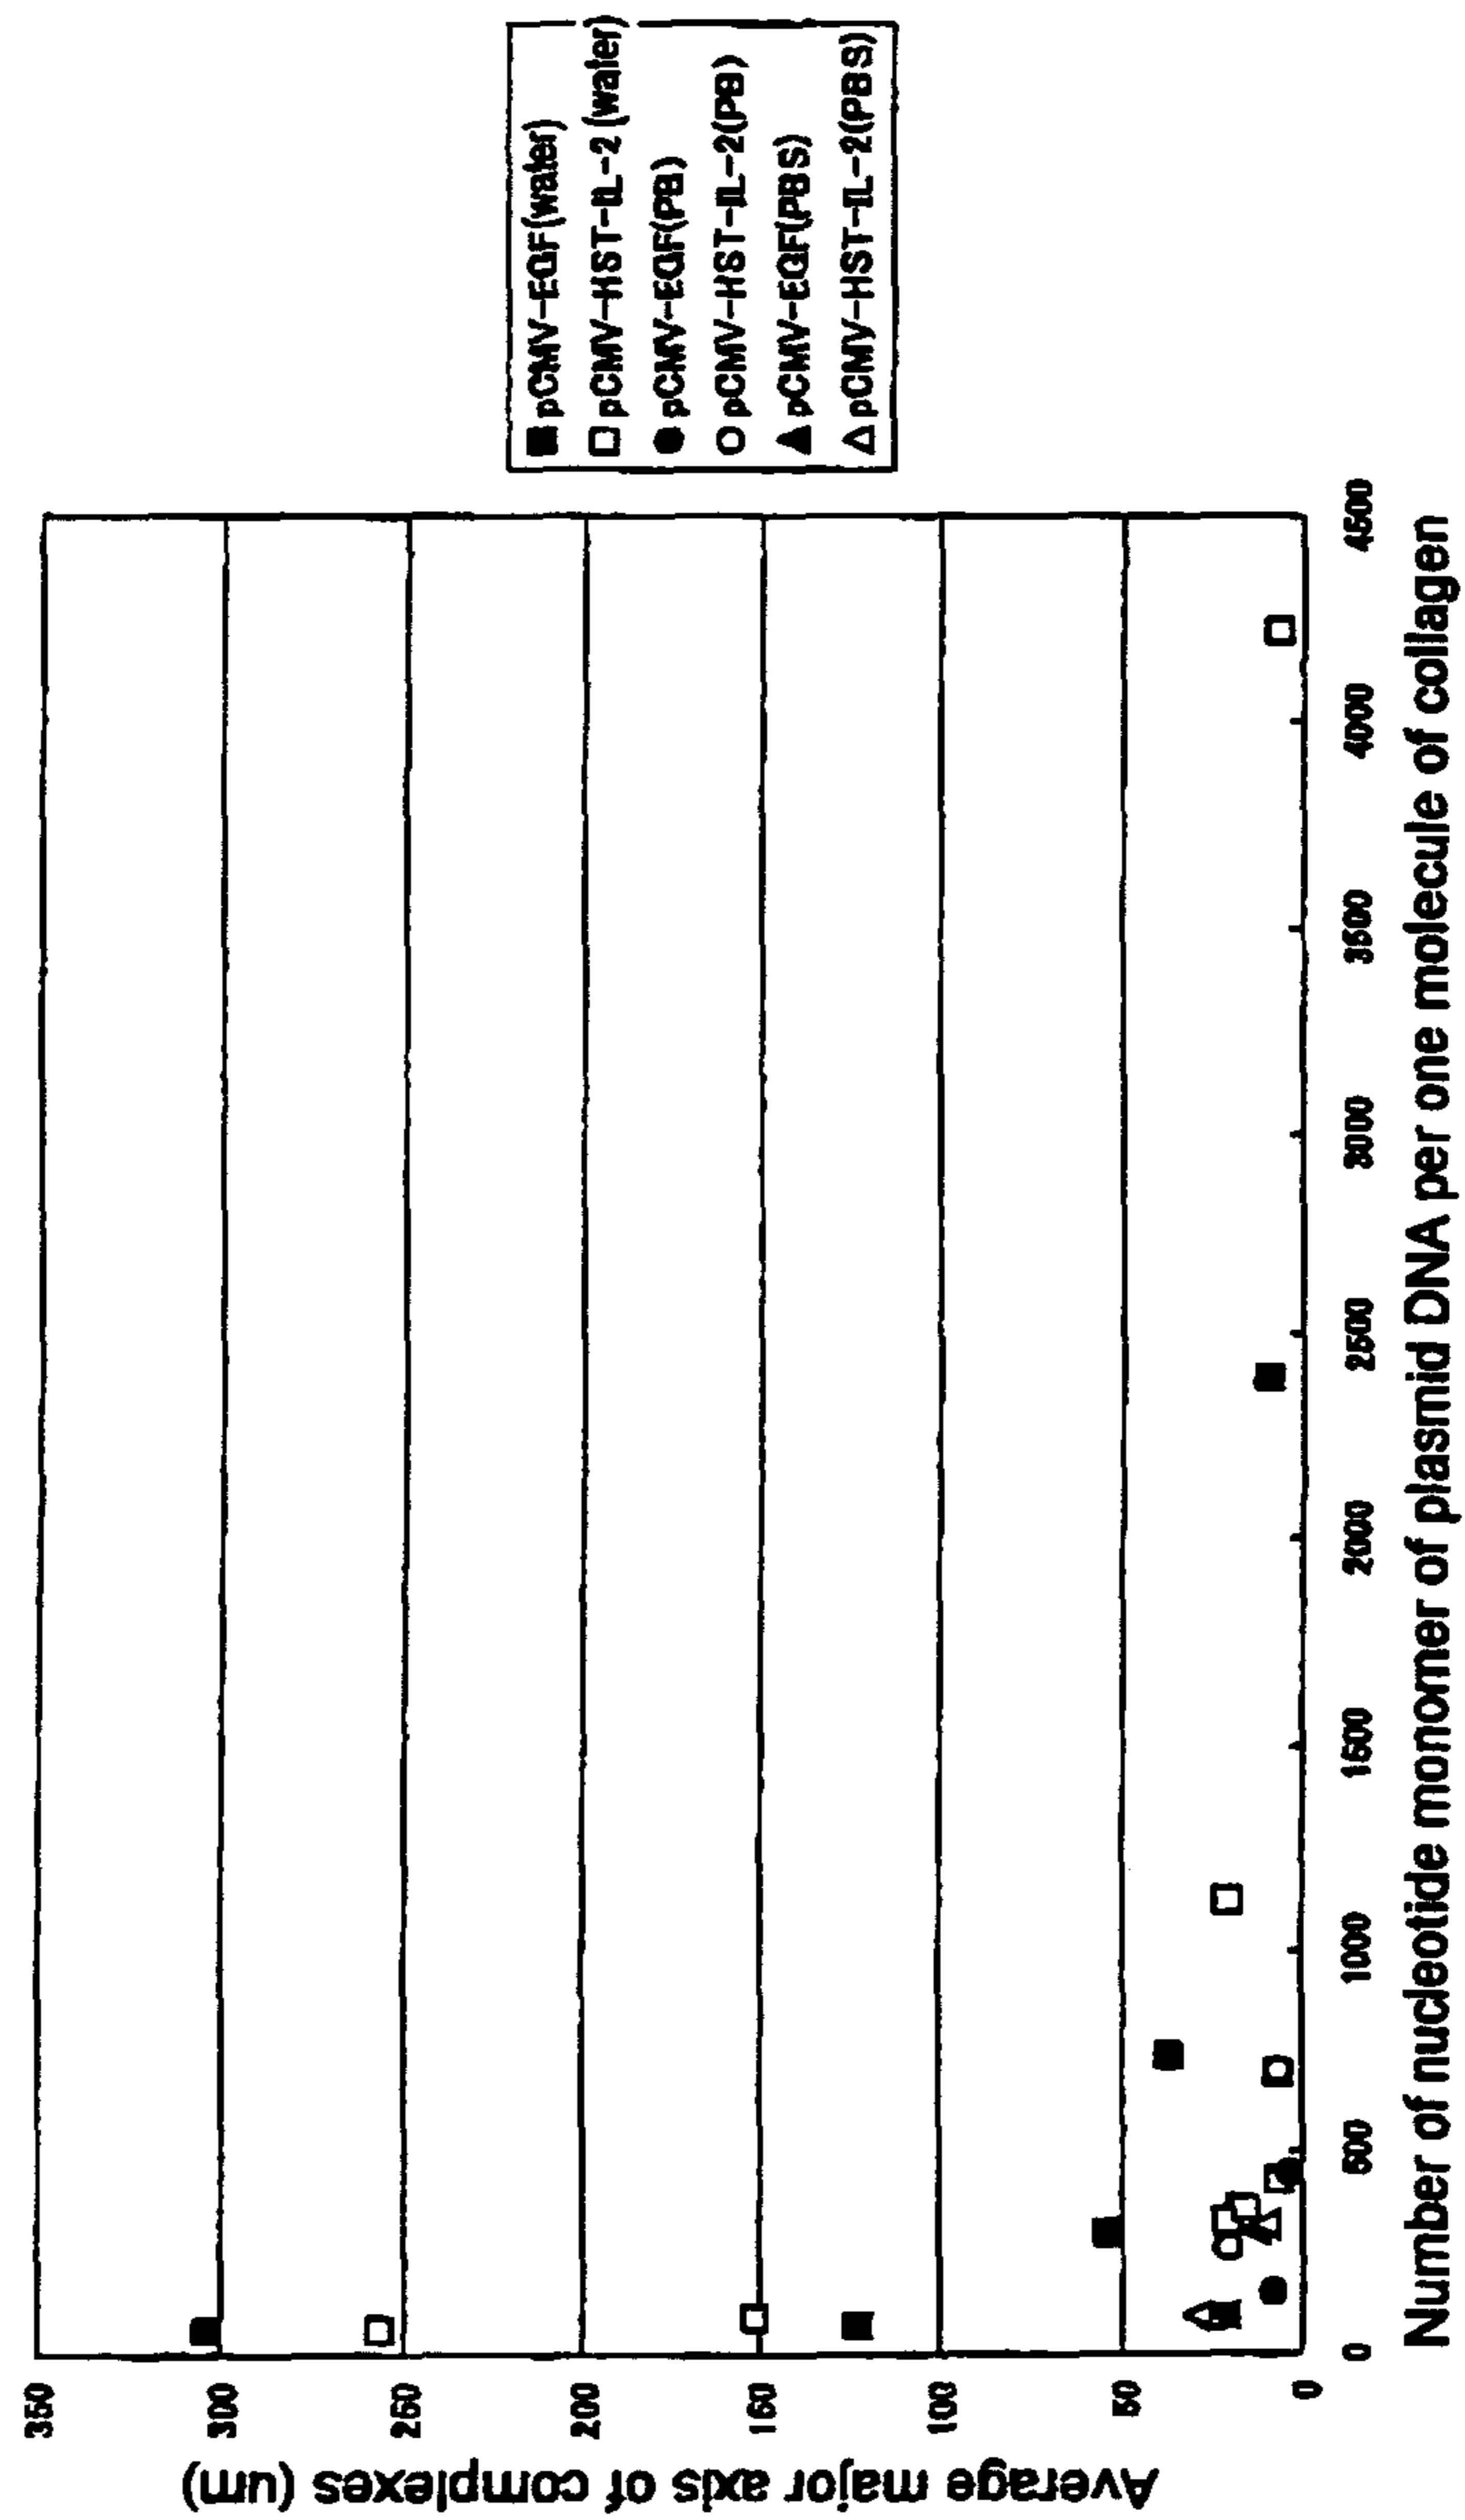 Average major axis of complexes (um)
350
300
250
200
150
100
50
0
0
500
1000
1500
2000
2500
3000
3500
4000
4500
Number of nucleotide monomer of plasmid DNA per one molecule of collagen
pCMV-EGF(water)
pCMV-HST-IL-2(water)
pCMV-EGF(PB)
pCMV-HST-IL-2(PB)
pCMV-EGF(PBS)
pCMV-HST-IL-2(PBS)